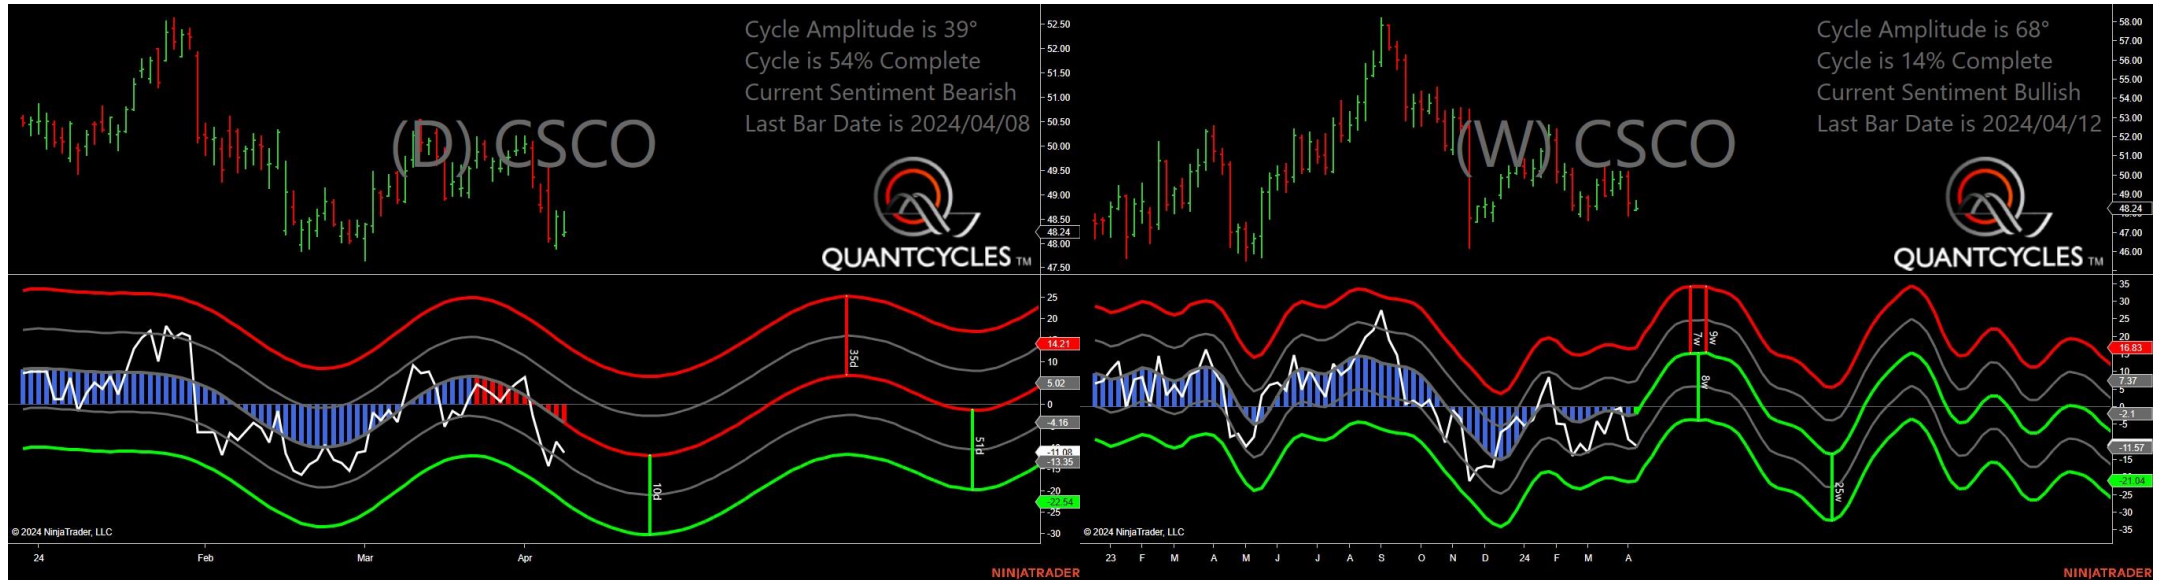 Cycle Amplitude is 39°
Cycle is 54% Complete
Current Sentiment Bearish
Last Bar Date is 2024/04/08
(D) CSCO
QUANTCYCLES TM
52.50
52.00
51.50
51.00
50.50
50.00
49.50
49.00
48.50
48.24
48.00
47.50
25
20
14.21
10
5.02
0
-4.16
-11.08
-13.35
-15
-20
-22.54
-25
-30
35d
51d
10d
© 2024 NinjaTrader, LLC
24 Feb Mar Apr
NINJATRADER
Cycle Amplitude is 68°
Cycle is 14% Complete
Current Sentiment Bullish
Last Bar Date is 2024/04/12
(W) CSCO
QUANTCYCLES TM
58.00
57.00
56.00
55.00
54.00
53.00
52.00
51.00
50.00
49.00
48.24
47.00
46.00
35
30
25
20
16.83
10
7.37
5
0
-2.1
-5
-11.57
-15
-21.04
-25
-30
-35
7w
9w
8w
25w
© 2024 NinjaTrader, LLC
23 F M A M J J A S O N D 24 F M A
NINJATRADER